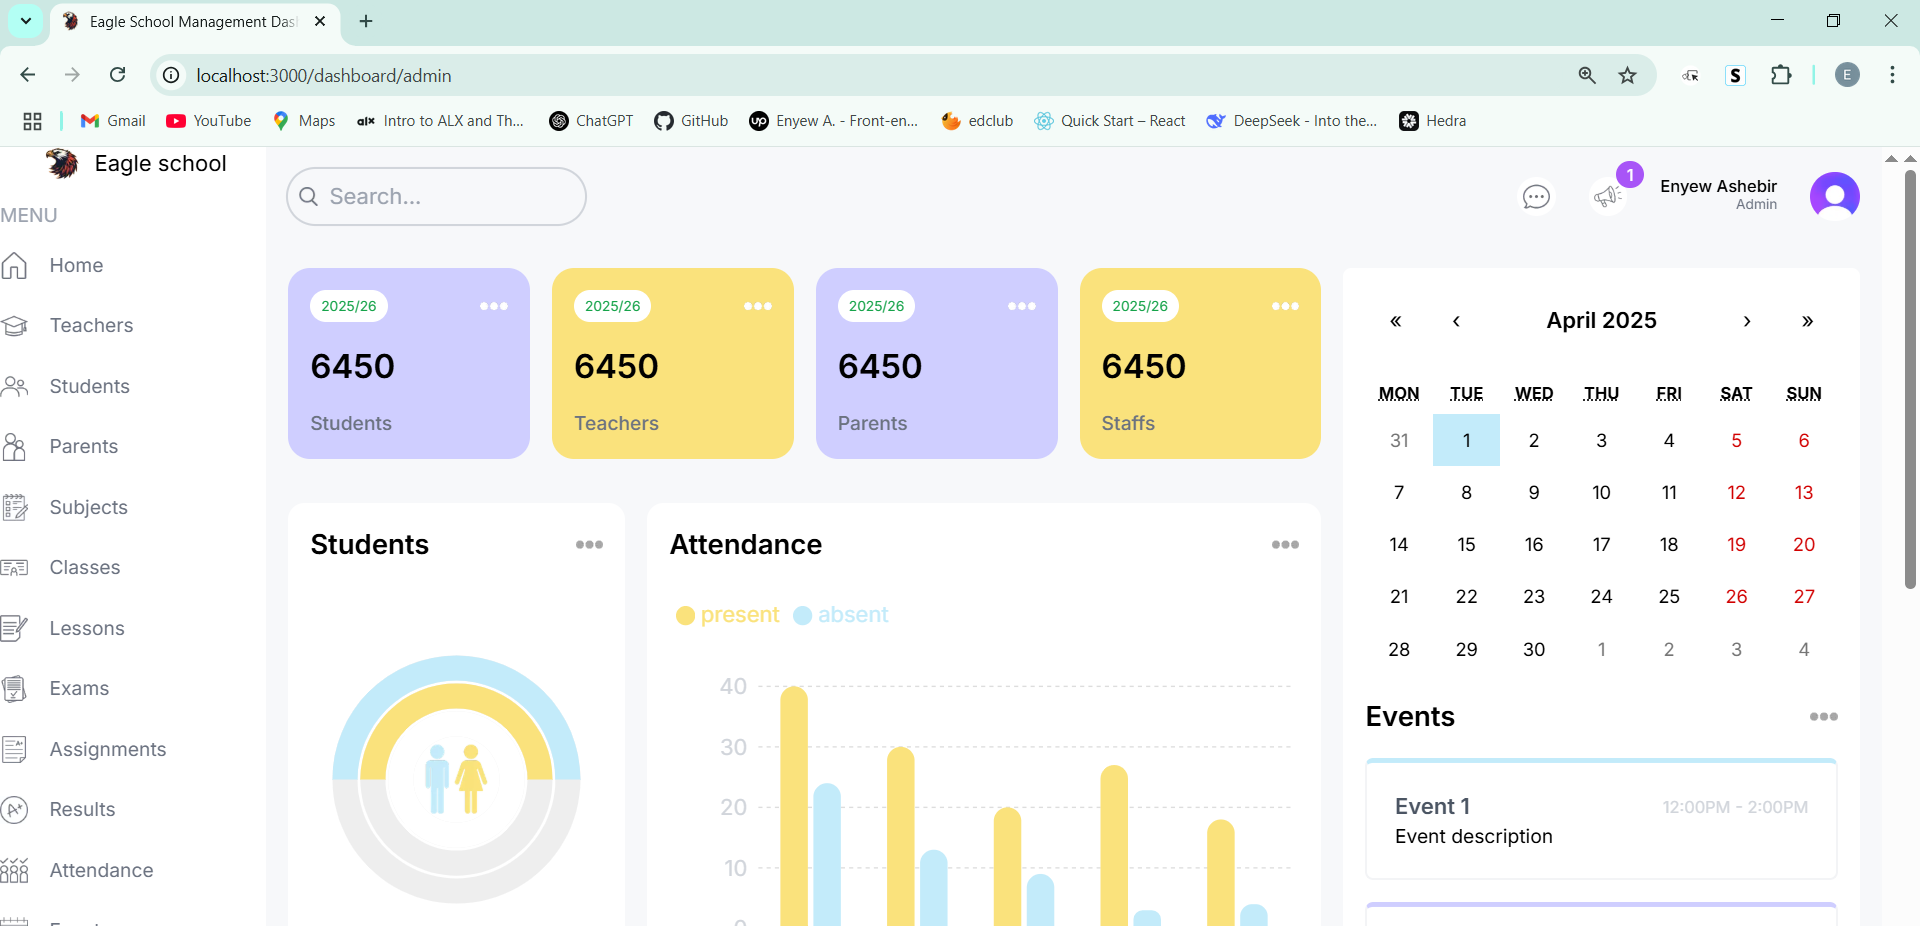 Eagle School Management Das
localhost:3000/dashboard/admin
E
Gmail
YouTube
Maps
alx Intro to ALX and Th...
ChatGPT
GitHub
up Enyew A. - Front-en...
edclub
Quick Start – React
DeepSeek - Into the...
Hedra
Eagle school
MENU
Home
Teachers
Students
Parents
Subjects
Classes
Lessons
Exams
Assignments
Results
Attendance
Search...
1
Enyew Ashebir
Admin
2025/26
6450
Students
2025/26
6450
Teachers
2025/26
6450
Parents
2025/26
6450
Staffs
Students
Attendance
present absent
40
30
20
10
0
« ‹ April 2025 › »
MON TUE WED THU FRI SAT SUN
31 1 2 3 4 5 6
7 8 9 10 11 12 13
14 15 16 17 18 19 20
21 22 23 24 25 26 27
28 29 30 1 2 3 4
Events
Event 1 12:00PM - 2:00PM
Event description